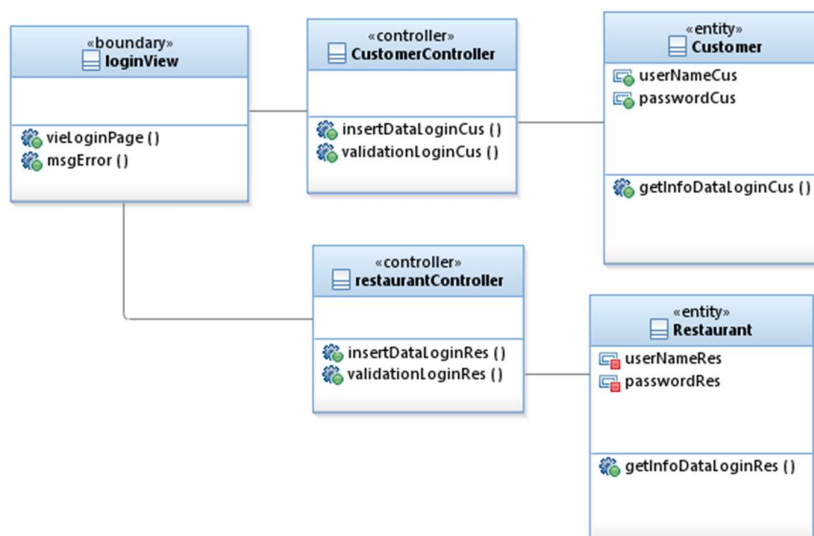 «boundary»
loginView
vieLoginPage ()
msgError ()
«controller»
CustomerController
insertDataLoginCus ()
validationLoginCus ()
«entity»
Customer
userNameCus
passwordCus
getInfoDataLoginCus ()
«controller»
restaurantController
insertDataLoginRes ()
validationLoginRes ()
«entity»
Restaurant
userNameRes
passwordRes
getInfoDataLoginRes ()